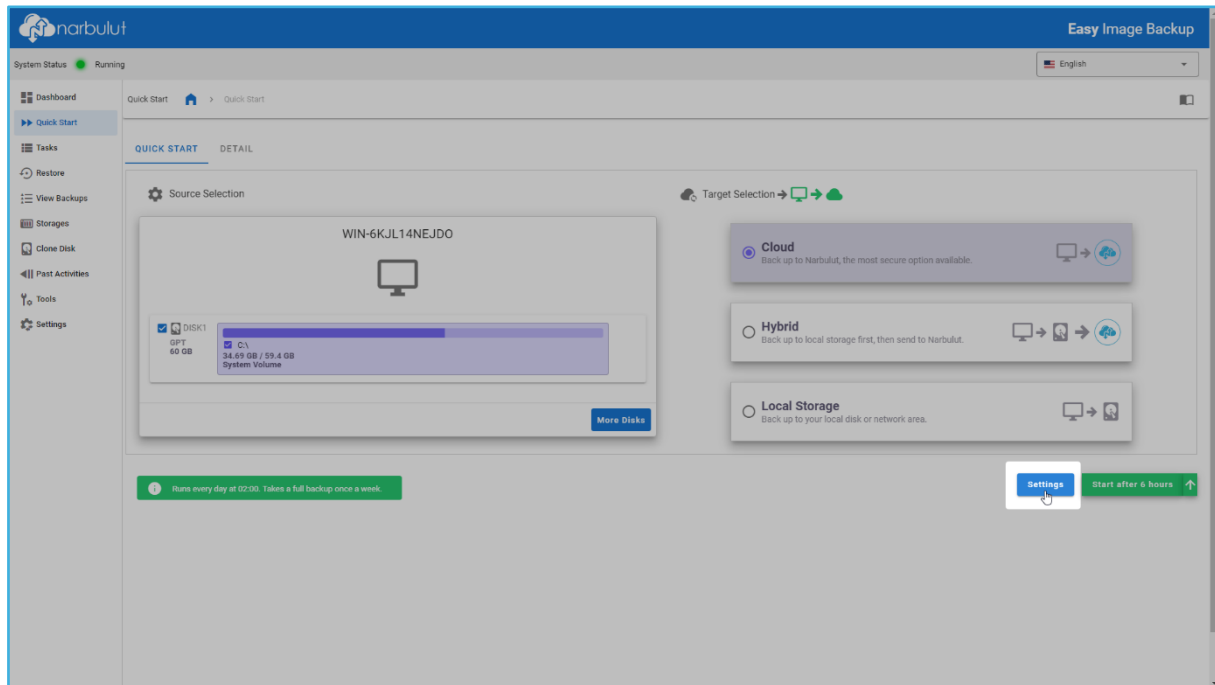 narbulut
Easy Image Backup
System Status Running
English
Dashboard
Quick Start
Tasks
Restore
View Backups
Storages
Clone Disk
Past Activities
Tools
Settings
Quick Start > Quick Start
QUICK START DETAIL
Source Selection
WIN-6KJL14NEJDO
DISK1
GPT
60 GB
C:\
34.69 GB / 59.4 GB
System Volume
More Disks
Target Selection
Cloud
Back up to Narbulut, the most secure option available.
Hybrid
Back up to local storage first, then send to Narbulut.
Local Storage
Back up to your local disk or network area.
Runs every day at 02:00. Takes a full backup once a week.
Settings
Start after 6 hours